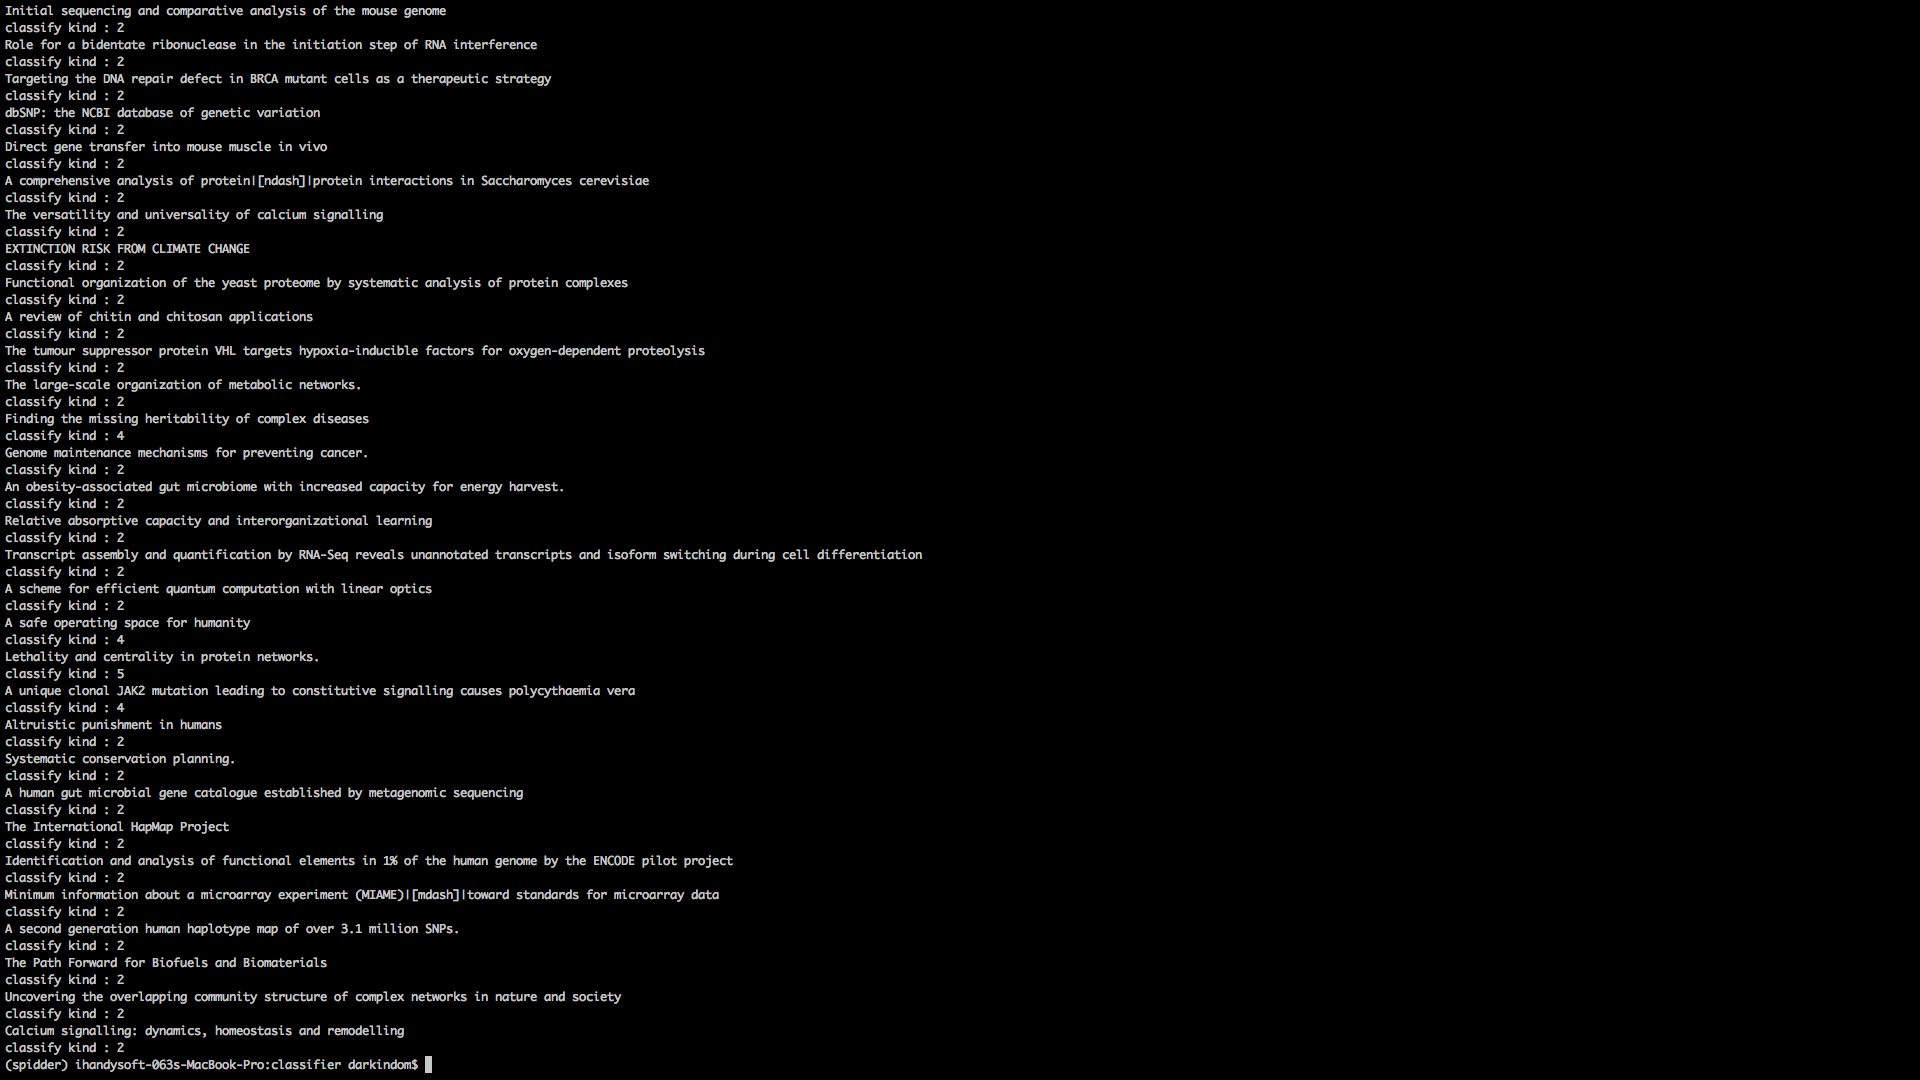 Initial sequencing and comparative analysis of the mouse genome
classify kind : 2
Role for a bidentate ribonuclease in the initiation step of RNA interference
classify kind : 2
Targeting the DNA repair defect in BRCA mutant cells as a therapeutic strategy
classify kind : 2
dbSNP: the NCBI database of genetic variation
classify kind : 2
Direct gene transfer into mouse muscle in vivo
classify kind : 2
A comprehensive analysis of protein|[ndash]|protein interactions in Saccharomyces cerevisiae
classify kind : 2
The versatility and universality of calcium signalling
classify kind : 2
EXTINCTION RISK FROM CLIMATE CHANGE
classify kind : 2
Functional organization of the yeast proteome by systematic analysis of protein complexes
classify kind : 2
A review of chitin and chitosan applications
classify kind : 2
The tumour suppressor protein VHL targets hypoxia-inducible factors for oxygen-dependent proteolysis
classify kind : 2
The large-scale organization of metabolic networks.
classify kind : 2
Finding the missing heritability of complex diseases
classify kind : 4
Genome maintenance mechanisms for preventing cancer.
classify kind : 2
An obesity-associated gut microbiome with increased capacity for energy harvest.
classify kind : 2
Relative absorptive capacity and interorganizational learning
classify kind : 2
Transcript assembly and quantification by RNA-Seq reveals unannotated transcripts and isoform switching during cell differentiation
classify kind : 2
A scheme for efficient quantum computation with linear optics
classify kind : 2
A safe operating space for humanity
classify kind : 4
Lethality and centrality in protein networks.
classify kind : 5
A unique clonal JAK2 mutation leading to constitutive signalling causes polycythaemia vera
classify kind : 4
Altruistic punishment in humans
classify kind : 2
Systematic conservation planning.
classify kind : 2
A human gut microbial gene catalogue established by metagenomic sequencing
classify kind : 2
The International HapMap Project
classify kind : 2
Identification and analysis of functional elements in 1% of the human genome by the ENCODE pilot project
classify kind : 2
Minimum information about a microarray experiment (MIAME)|[mdash]|toward standards for microarray data
classify kind : 2
A second generation human haplotype map of over 3.1 million SNPs.
classify kind : 2
The Path Forward for Biofuels and Biomaterials
classify kind : 2
Uncovering the overlapping community structure of complex networks in nature and society
classify kind : 2
Calcium signalling: dynamics, homeostasis and remodelling
classify kind : 2
(spidder) ihandysoft-063s-MacBook-Pro:classifier darkindom$